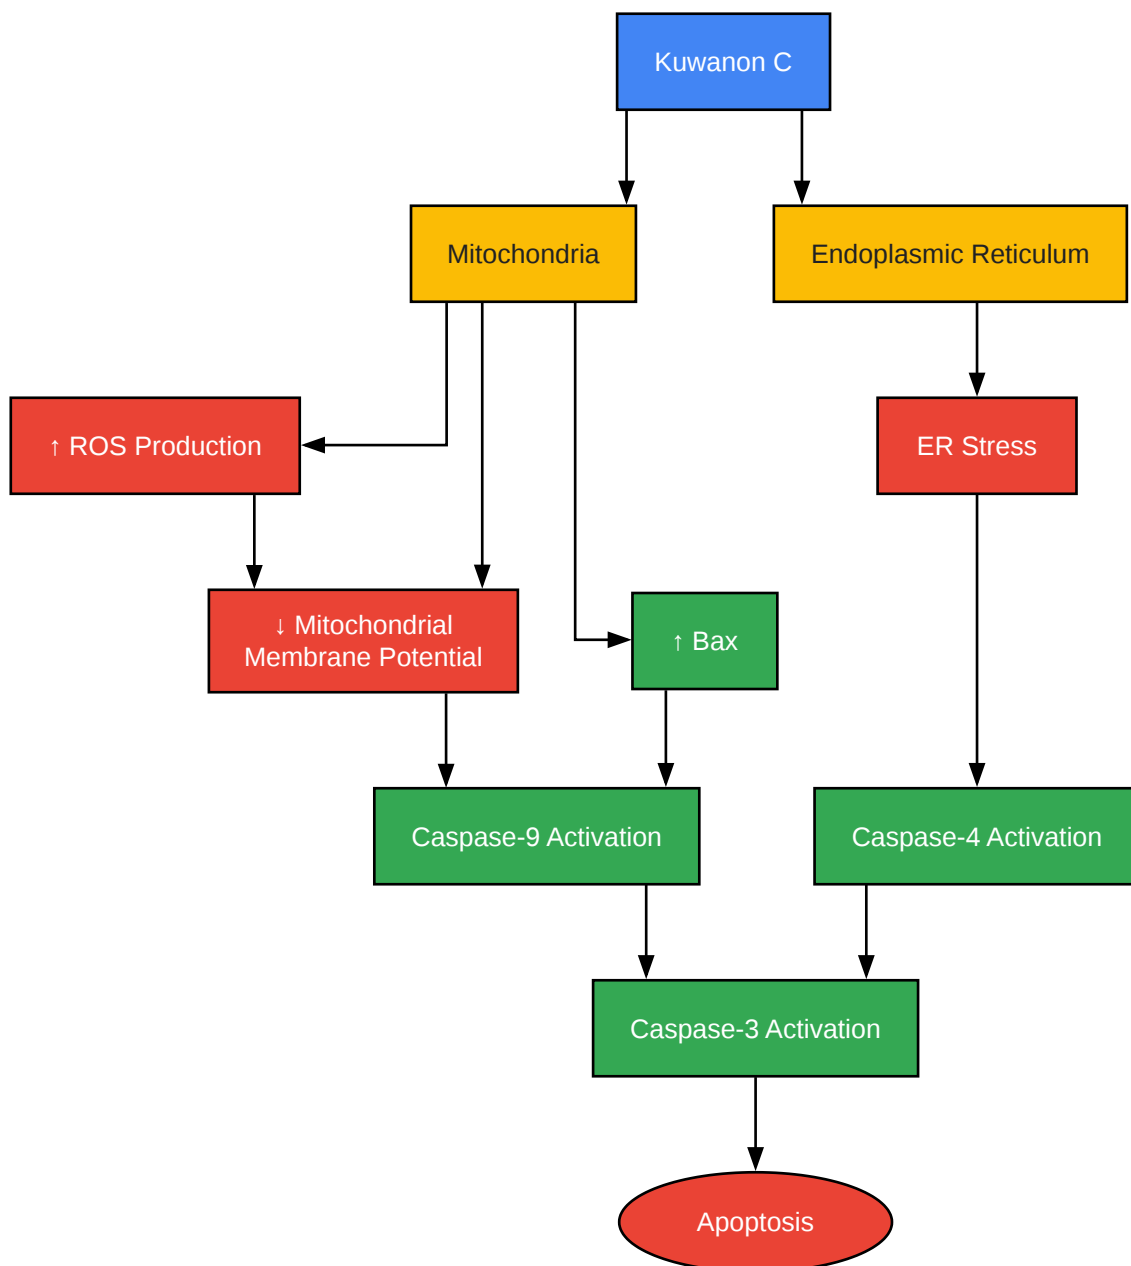 Kuwanon C
Mitochondria
Endoplasmic Reticulum
↑ ROS Production
ER Stress
↓ Mitochondrial
Membrane Potential
↑ Bax
Caspase-9 Activation
Caspase-4 Activation
Caspase-3 Activation
Apoptosis